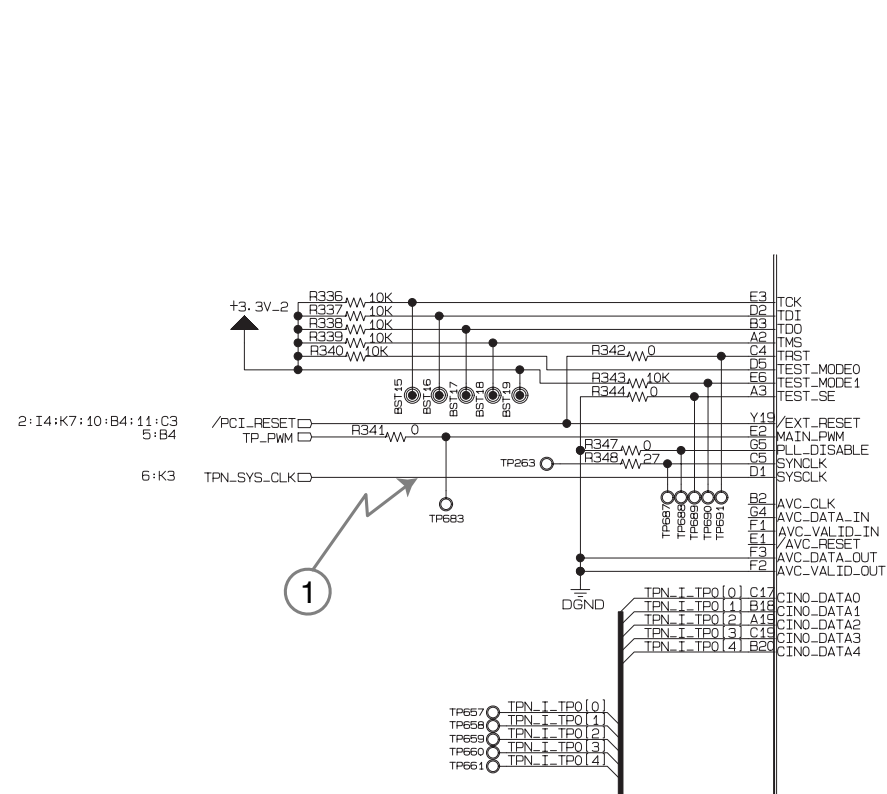 +3.3V_2
R336 10K E3 TCK
R337 10K D2 TDI
R338 10K B3 TDO
R339 10K A2 TMS
R340 10K R342 0 C4 TRST
D5 TEST_MODE0
R343 10K E6 TEST_MODE1
R344 0 A3 TEST_SE
BST15 BST16 BST17 BST18 BST19
2:I4;K7;10:B4;11:C3 /PCI_RESET Y19 /EXT_RESET
5:B4 TP_PWM R341 0 E2 MAIN_PWM
R347 0 G5 PLL_DISABLE
TP263 R348 27 C5 SYNCLK
6:K3 TPN_SYS_CLK D1 SYSCLK
TP683
TP687 TP688 TP689 TP690 TP691
B2 AVC_CLK
G4 AVC_DATA_IN
F1 AVC_VALID_IN
E1 /AVC_RESET
F3 AVC_DATA_OUT
F2 AVC_VALID_OUT
1
DGND
TPN_I_TP0[0] C17 CIN0_DATA0
TPN_I_TP0[1] B18 CIN0_DATA1
TPN_I_TP0[2] A19 CIN0_DATA2
TPN_I_TP0[3] C19 CIN0_DATA3
TPN_I_TP0[4] B20 CIN0_DATA4
TP657 TPN_I_TP0[0]
TP658 TPN_I_TP0[1]
TP659 TPN_I_TP0[2]
TP660 TPN_I_TP0[3]
TP661 TPN_I_TP0[4]